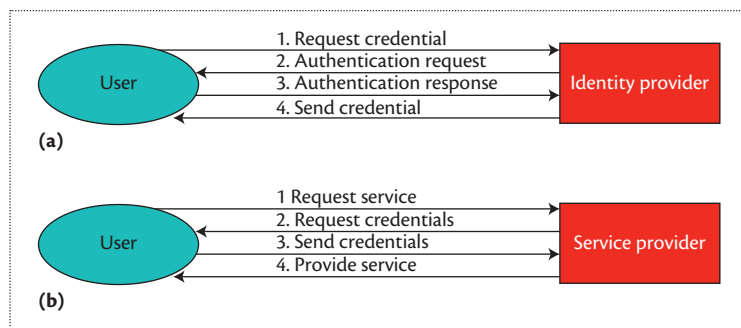 1. Request credential
2. Authentication request
User
3. Authentication response
Identity provider
4. Send credential
(a)
1 Request service
2. Request credentials
User
3. Send credentials
Service provider
4. Provide service
(b)